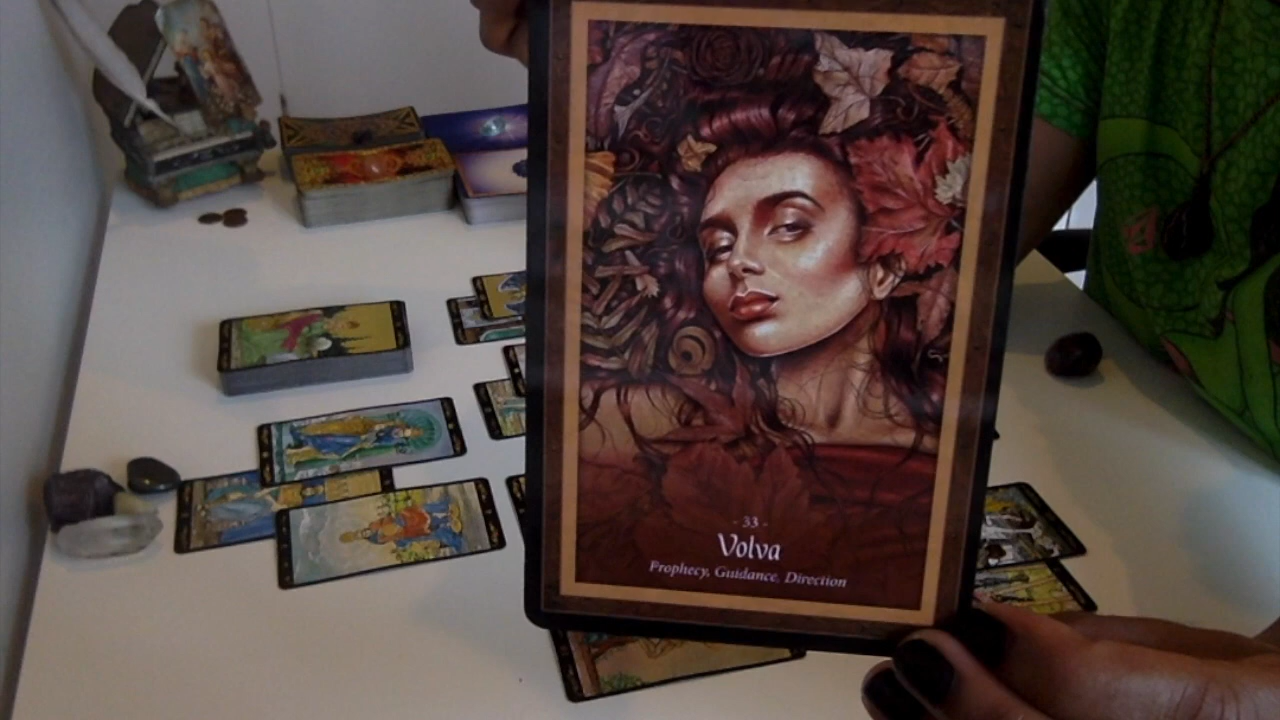 - 33 -
Volva
Prophecy, Guidance, Direction